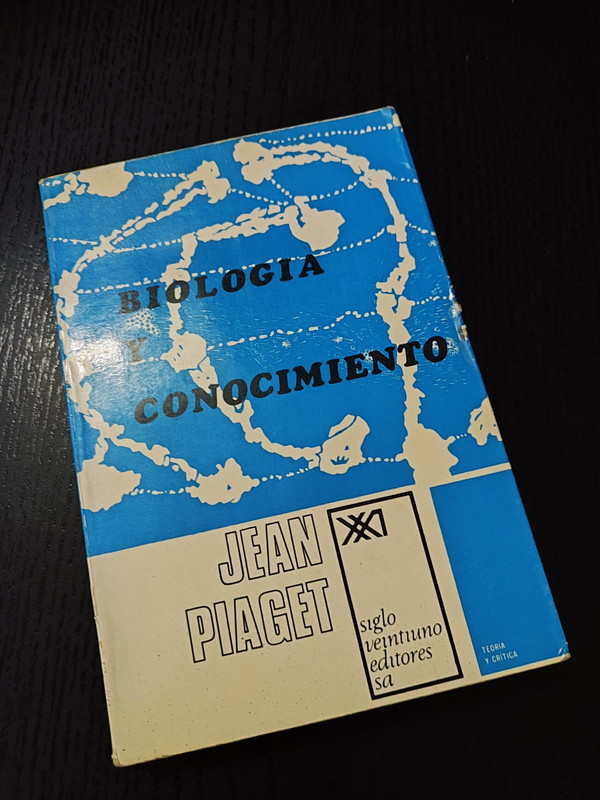 BIOLOGIA
Y
CONOCIMIENTO
JEAN
PIAGET
XXI
siglo
veintiuno
editores
sa
TEORIA
Y CRITICA